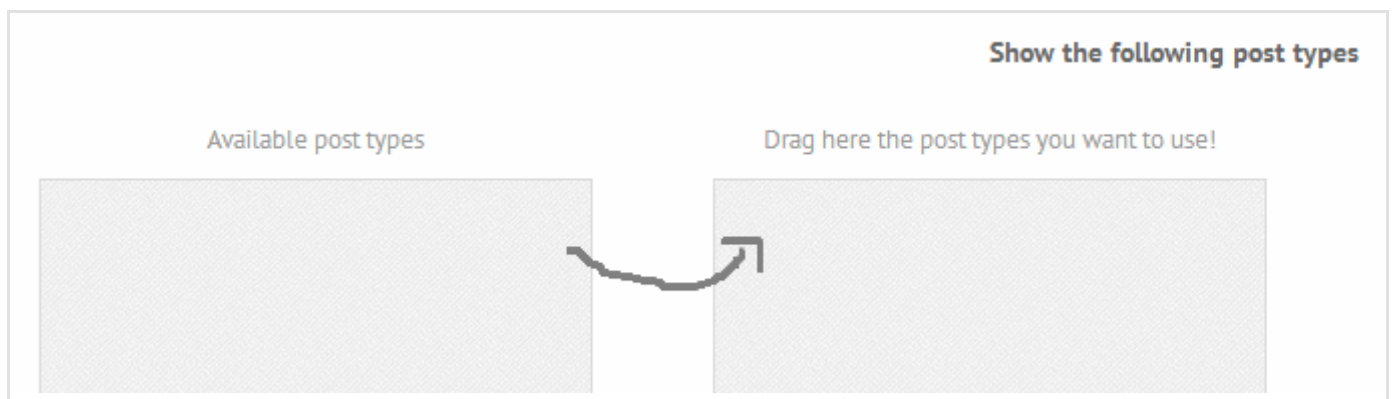 Show the following post types
Available post types
Drag here the post types you want to use!